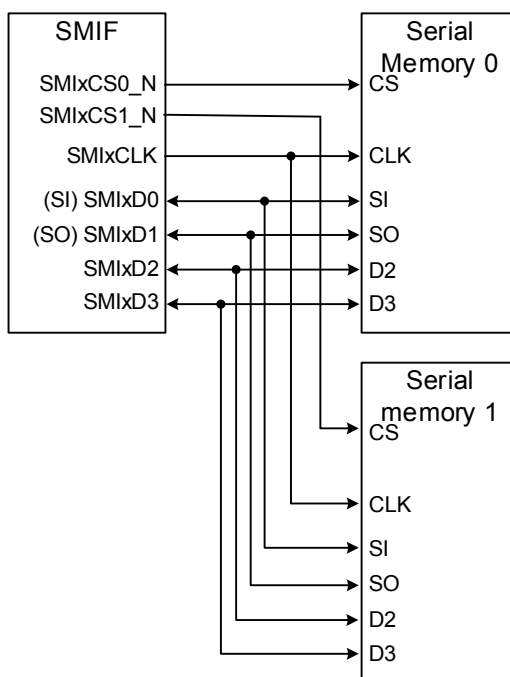 SMIF
SMIxCS0_N
SMIxCS1_N
SMIxCLK
(SI) SMIxD0
(SO) SMIxD1
SMIxD2
SMIxD3
Serial
Memory 0
CS
CLK
SI
SO
D2
D3
Serial
memory 1
CS
CLK
SI
SO
D2
D3